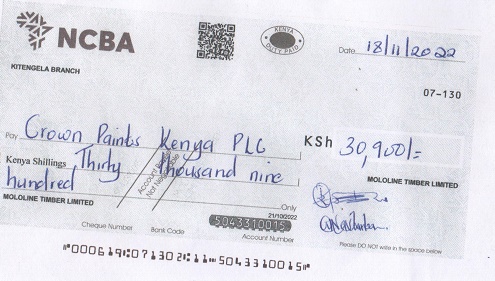 NCBA
KENYA
DUTY PAID
Date 18/11/2022
KITENGELA BRANCH
07-130
Pay Crown Paints Kenya PLC KSh 30,900/=
Kenya Shillings Thirty thousand nine
hundred Only
Account Payee
Not Negotiable
MOLOLINE TIMBER LIMITED
MOLOLINE TIMBER LIMITED
21/10/2022
5043310015
Cheque Number Bank Code Account Number
Please DO NOT write in the space below
"000619":071302:11"5043310015"